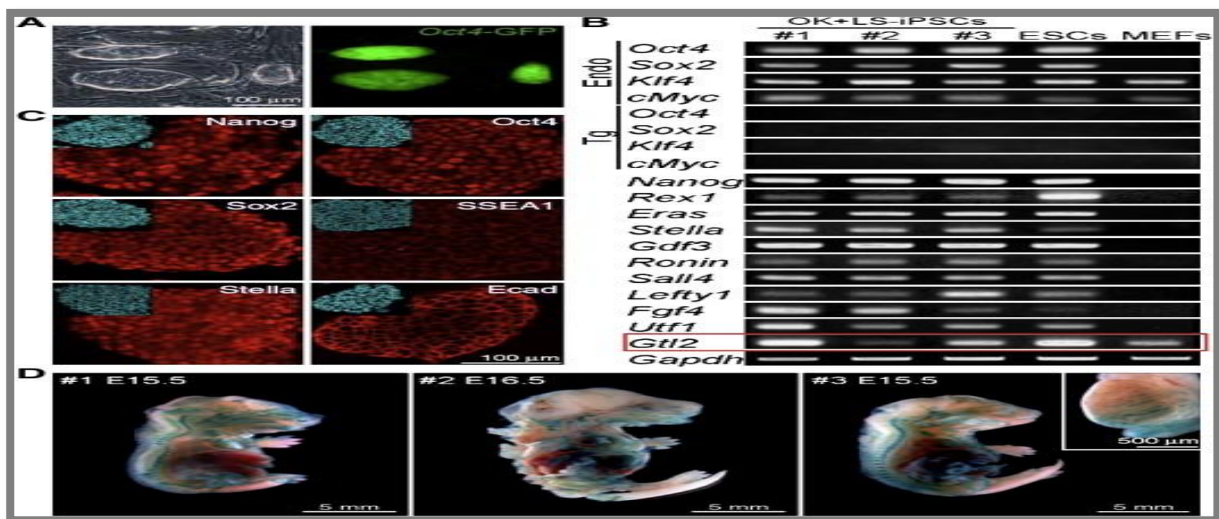 A
Oct4-GFP
100 μm
B
OK+LS-iPSCs
#1 #2 #3 ESCs MEFs
Endo
Oct4
Sox2
Klf4
cMyc
Tg
Oct4
Sox2
Klf4
cMyc
Nanog
Rex1
Eras
Stella
Gdf3
Ronin
Sall4
Lefty1
Fgf4
Utf1
Gtl2
Gapdh
C
Nanog
Oct4
Sox2
SSEA1
Stella
Ecad
100 μm
D
#1 E15.5
5 mm
#2 E16.5
5 mm
#3 E15.5
500 μm
5 mm